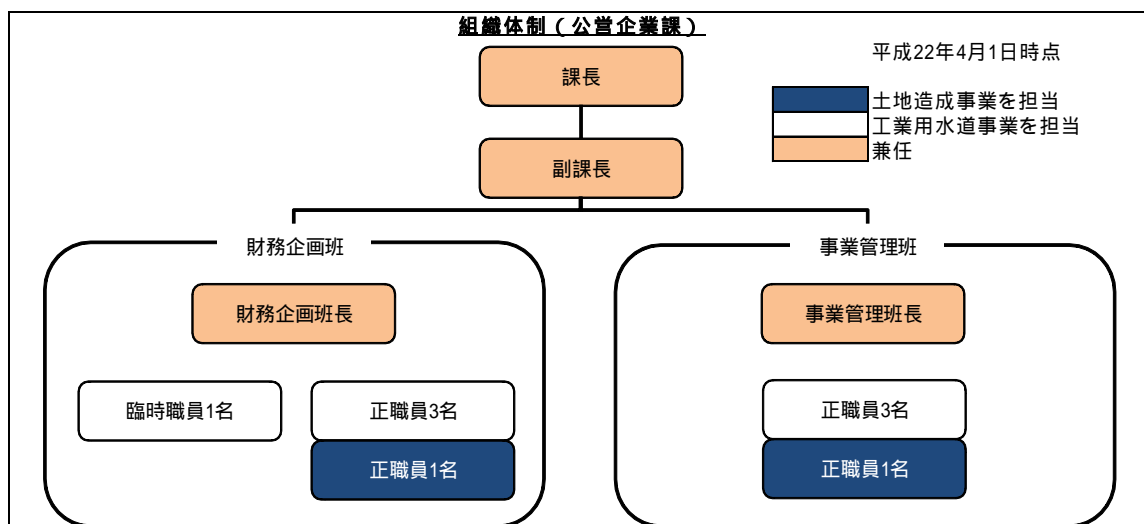 組織体制（公営企業課）
平成22年4月1日時点
土地造成事業を担当
工業用水道事業を担当
兼任
課長
副課長
財務企画班
事業管理班
財務企画班長
事業管理班長
臨時職員1名
正職員3名
正職員1名
正職員3名
正職員1名